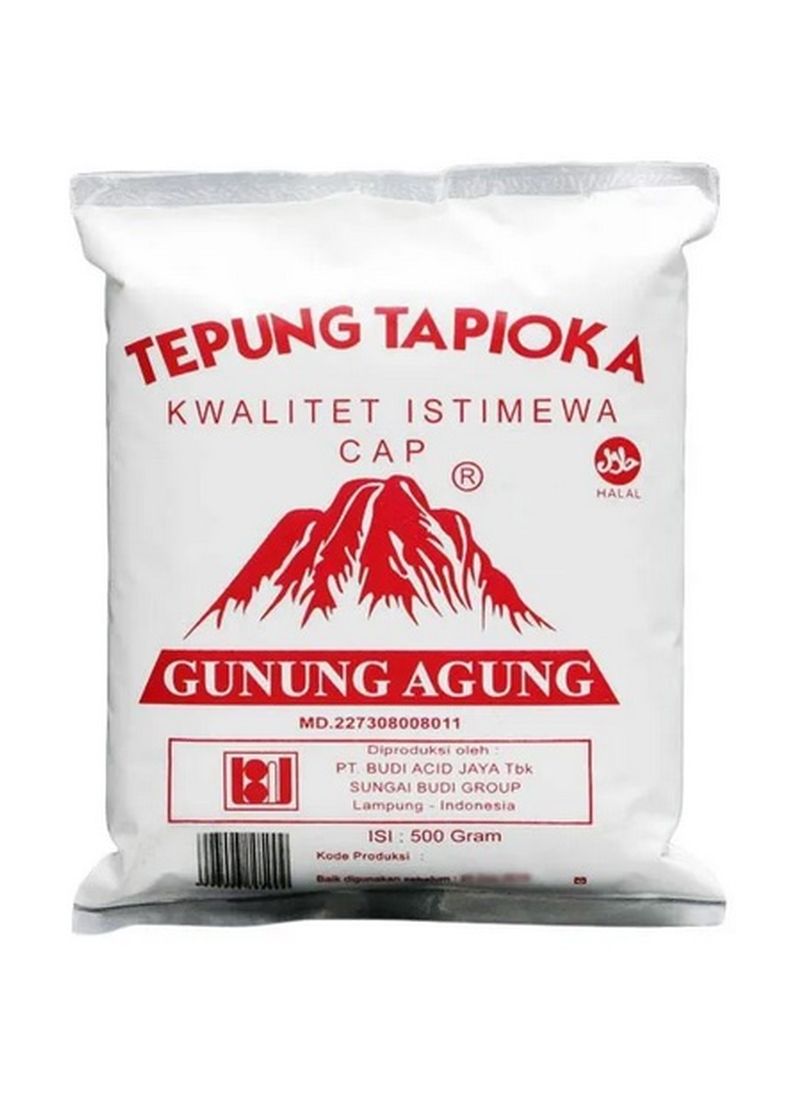 TEPUNG TAPIOKA
KWALITET ISTIMEWA
CAP
®
حلال
HALAL
GUNUNG AGUNG
MD.227308008011
Diproduksi oleh :
PT. BUDI ACID JAYA Tbk
SUNGAI BUDI GROUP
Lampung - Indonesia
ISI : 500 Gram
Kode Produksi :
Baik digunakan sebelum :